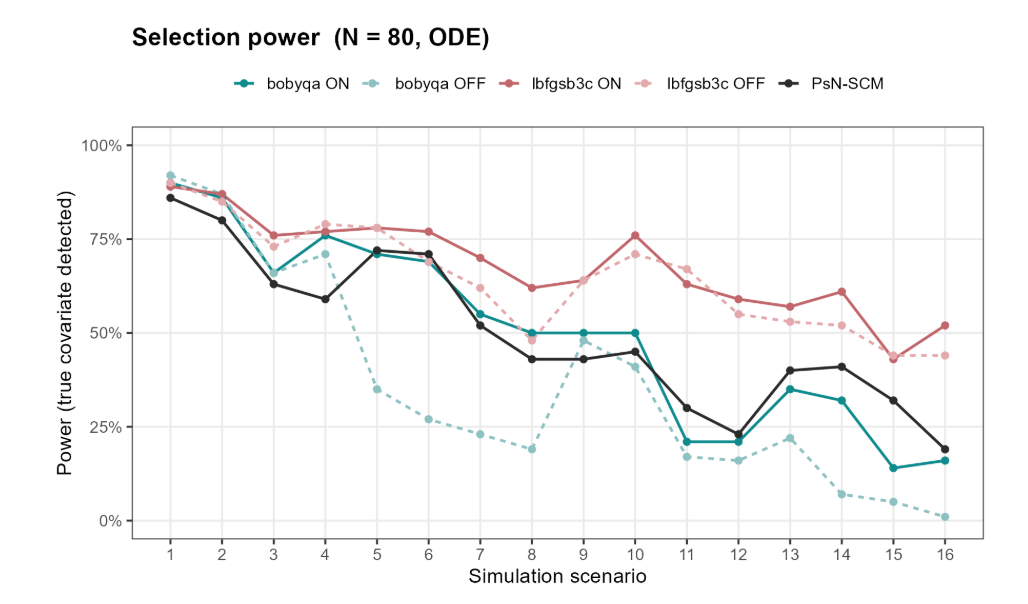 Selection power (N = 80, ODE)
bobyqa ON bobyqa OFF lbfgsb3c ON lbfgsb3c OFF PsN-SCM
100%
75%
50%
25%
0%
Power (true covariate detected)
1 2 3 4 5 6 7 8 9 10 11 12 13 14 15 16
Simulation scenario